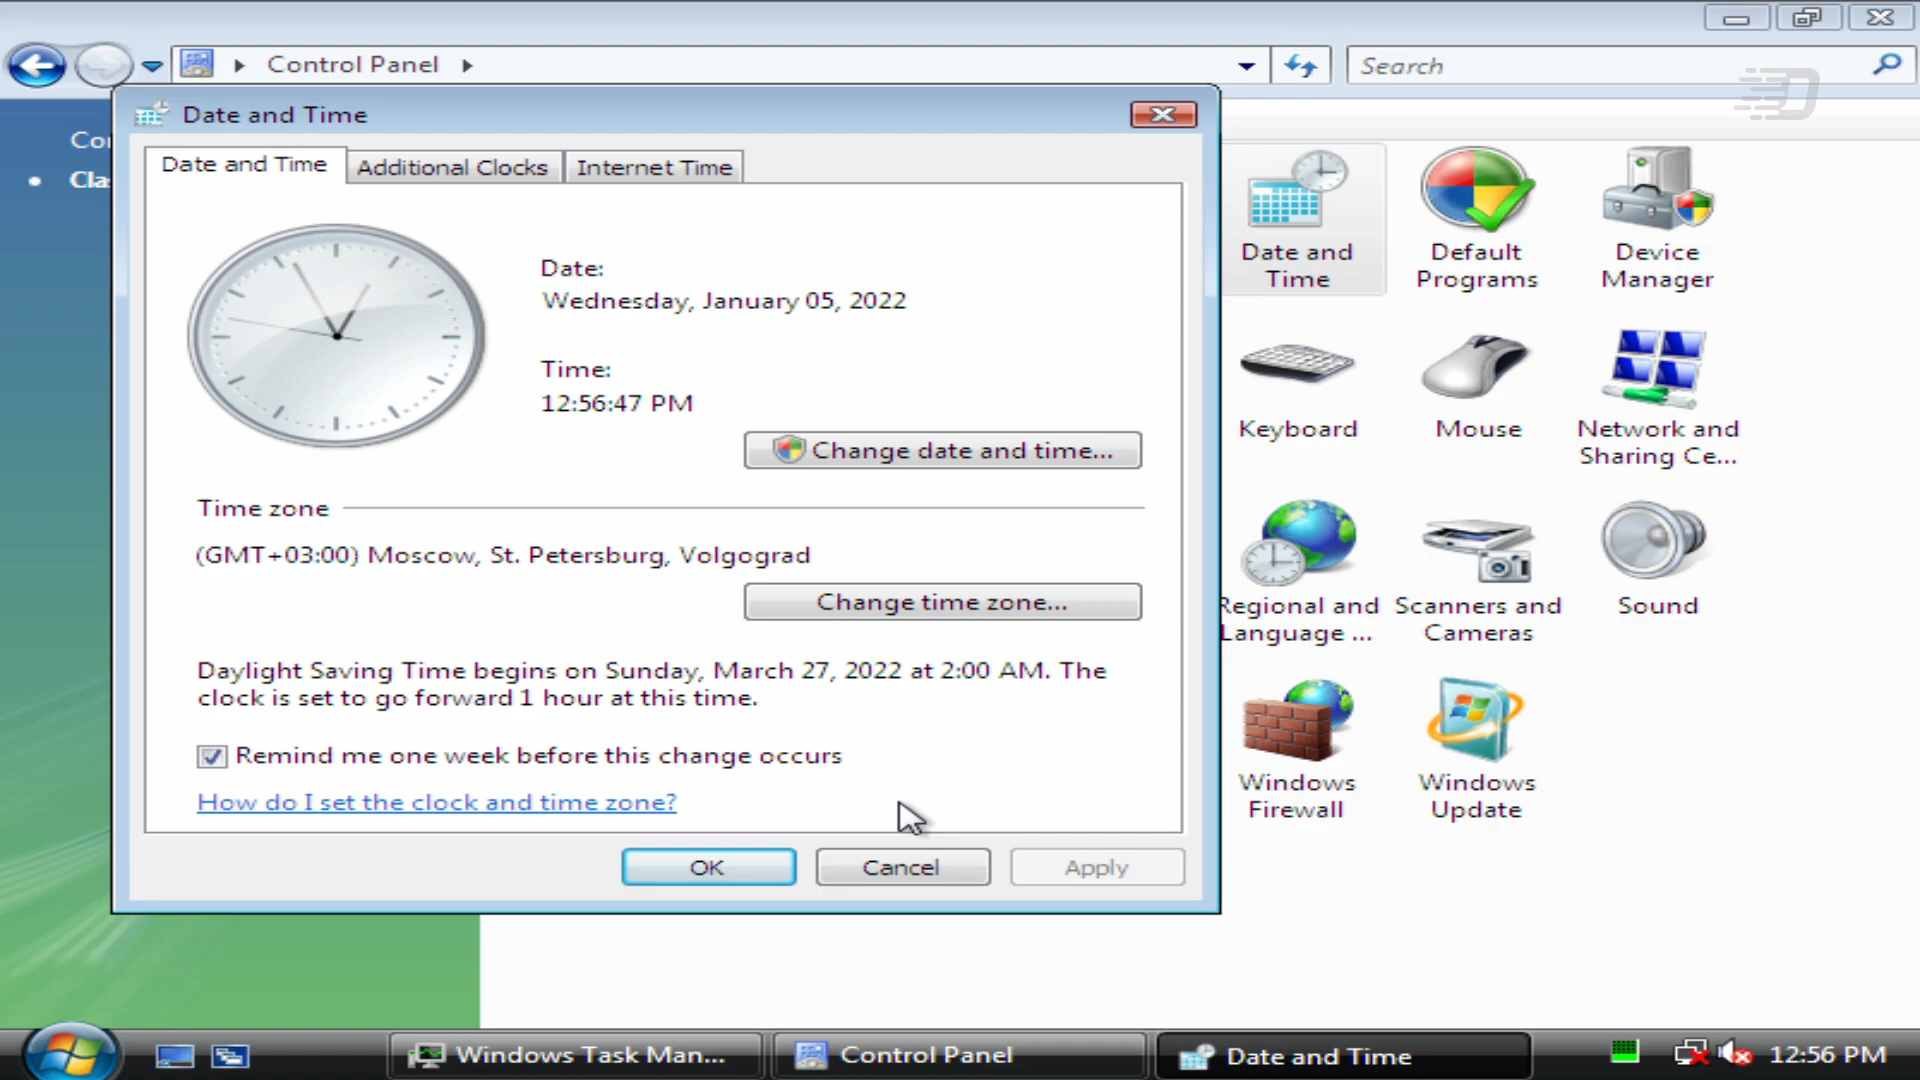 Control Panel
Search
Date and Time
Date and Time
Additional Clocks
Internet Time
Date:
Wednesday, January 05, 2022
Time:
12:56:47 PM
Change date and time...
Time zone
(GMT+03:00) Moscow, St. Petersburg, Volgograd
Change time zone...
Daylight Saving Time begins on Sunday, March 27, 2022 at 2:00 AM. The
clock is set to go forward 1 hour at this time.
Remind me one week before this change occurs
How do I set the clock and time zone?
OK
Cancel
Apply
Date and
Time
Default
Programs
Device
Manager
Keyboard
Mouse
Network and
Sharing Ce...
Regional and
Language ...
Scanners and
Cameras
Sound
Windows
Firewall
Windows
Update
Windows Task Man...
Control Panel
Date and Time
12:56 PM